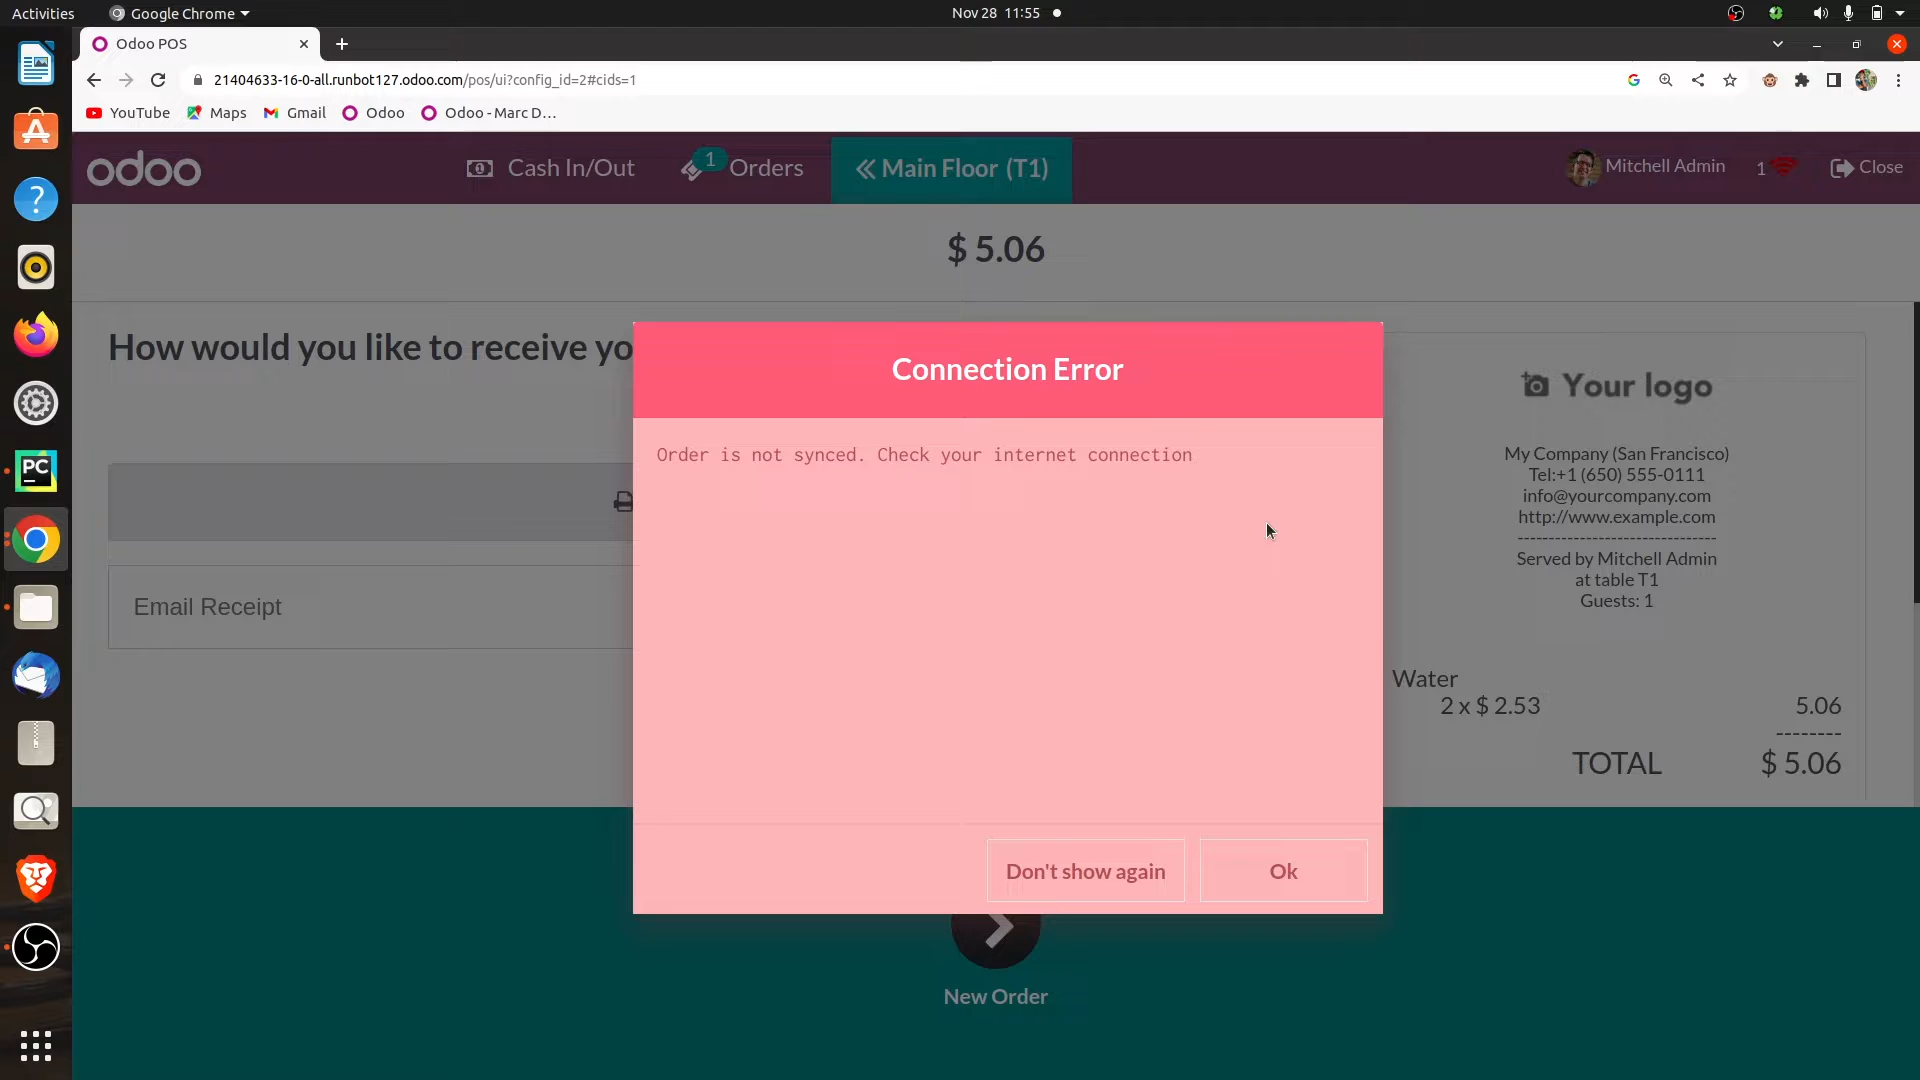 Activities
Google Chrome
Nov 28 11:55
Odoo POS
21404633-16-0-all.runbot127.odoo.com/pos/ui?config_id=2#cids=1
YouTube
Maps
Gmail
Odoo
Odoo - Marc D...
odoo
Cash In/Out
1
Orders
Main Floor (T1)
Mitchell Admin
1
Close
$ 5.06
How would you like to receive yo
Email Receipt
Connection Error
Order is not synced. Check your internet connection
Don't show again
Ok
Your logo
My Company (San Francisco)
Tel:+1 (650) 555-0111
info@yourcompany.com
http://www.example.com
--------------------------------
Served by Mitchell Admin
at table T1
Guests: 1
Water
2 x $ 2.53 5.06
--------
TOTAL $ 5.06
New Order
PC